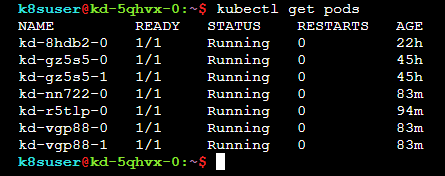 k8suser@kd-5qhvx-0:~$ kubectl get pods
NAME READY STATUS RESTARTS AGE
kd-8hdb2-0 1/1 Running 0 22h
kd-gz5s5-0 1/1 Running 0 45h
kd-gz5s5-1 1/1 Running 0 45h
kd-nn722-0 1/1 Running 0 83m
kd-r5tlp-0 1/1 Running 0 94m
kd-vgp88-0 1/1 Running 0 83m
kd-vgp88-1 1/1 Running 0 83m
k8suser@kd-5qhvx-0:~$